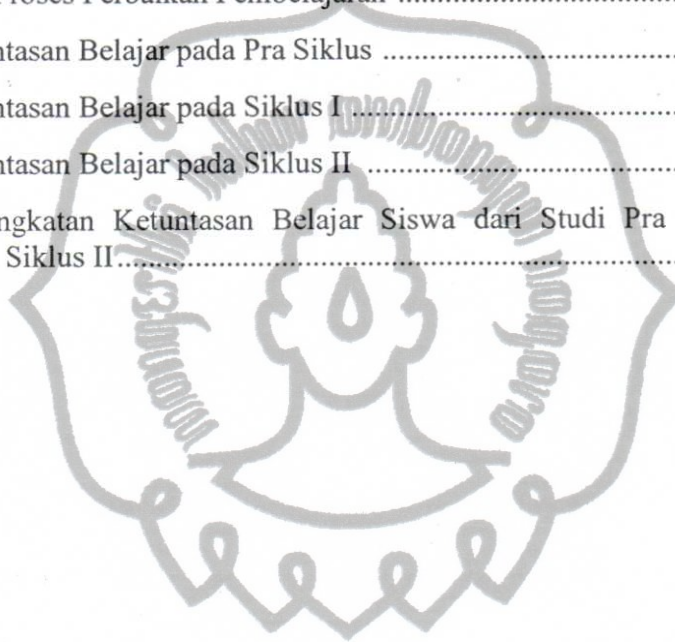 Proses Perbaikan Pembelajaran ........................................
ntasan Belajar pada Pra Siklus ..........................................
ntasan Belajar pada Siklus I .............................................
ntasan Belajar pada Siklus II ...........................................
ngkatan Ketuntasan Belajar Siswa dari Studi Pra
Siklus II.............................................................................